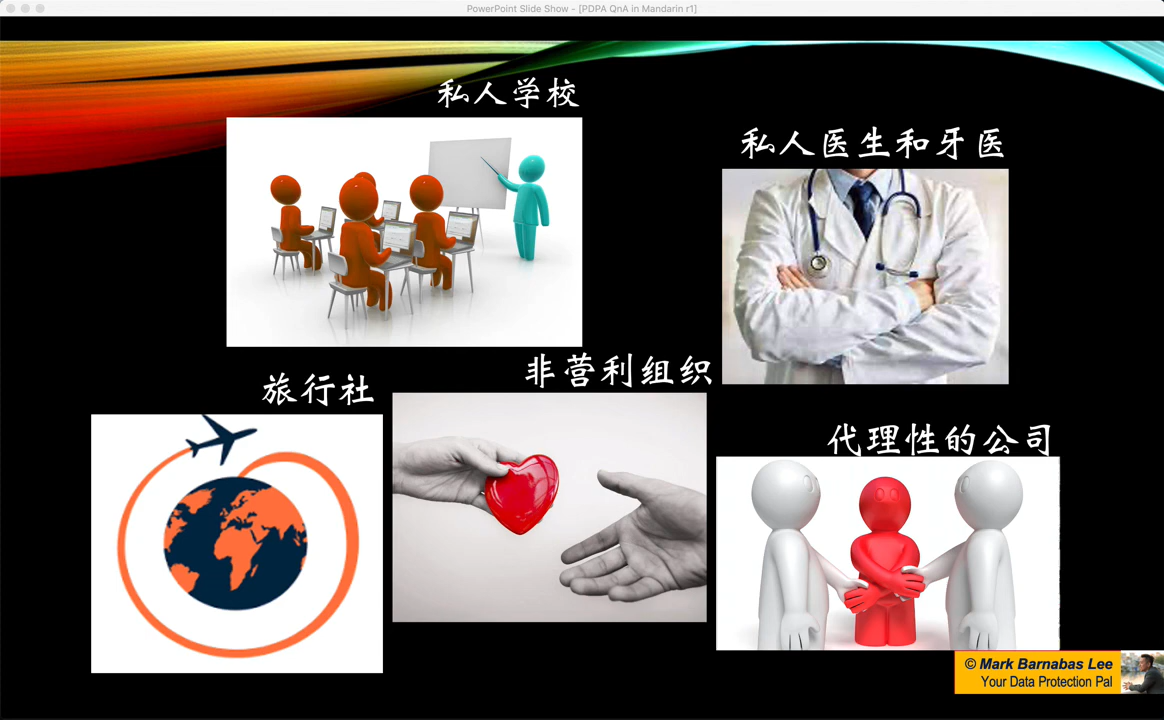 PowerPoint Slide Show - [PDPA QnA in Mandarin r1]
私人学校
私人医生和牙医
旅行社
非营利组织
代理性的公司
© Mark Barnabas Lee
Your Data Protection Pal